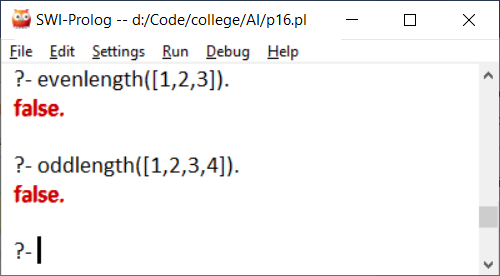 SWI-Prolog -- d:/Code/college/AI/p16.pl
File Edit Settings Run Debug Help
?- evenlength([1,2,3]).
false.
?- oddlength([1,2,3,4]).
false.
?-